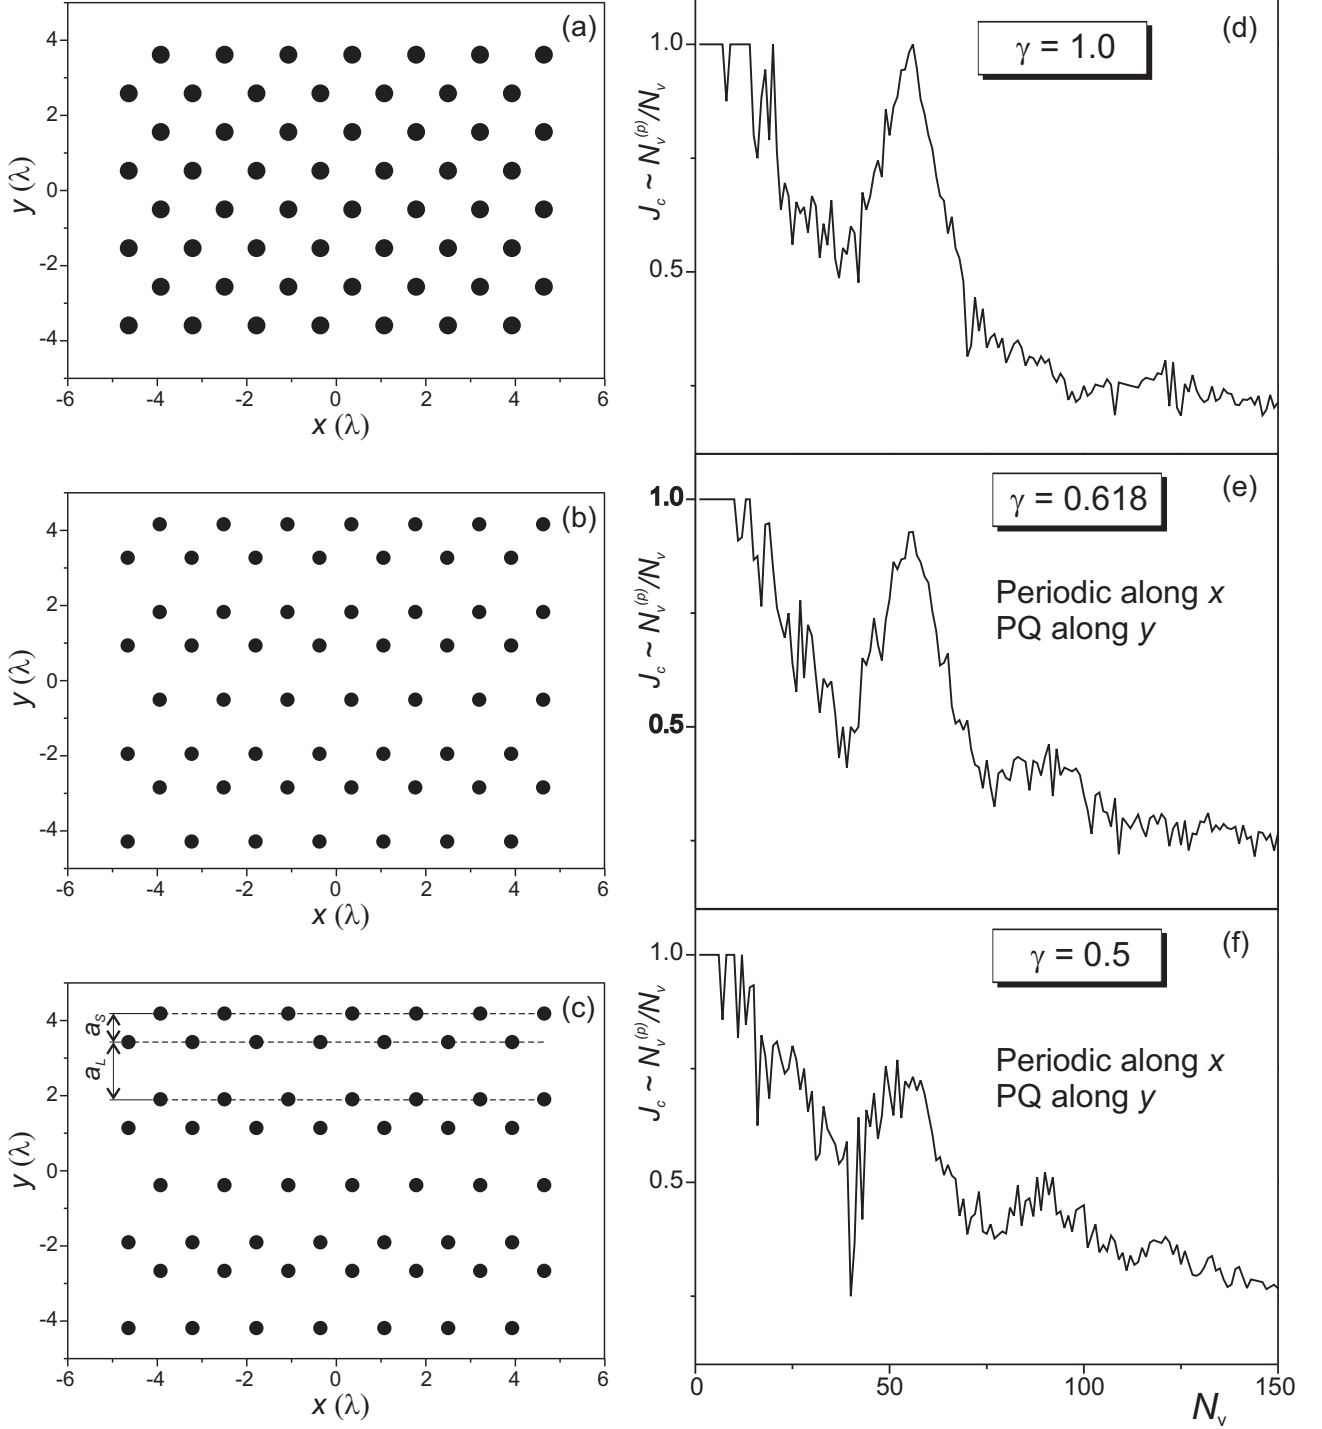 (a)
4
2
0
-2
-4
y (λ)
-6 -4 -2 0 2 4 6
x (λ)
(b)
4
2
0
-2
-4
y (λ)
-6 -4 -2 0 2 4 6
x (λ)
(c)
a_S
a_L
4
2
0
-2
-4
y (λ)
-6 -4 -2 0 2 4 6
x (λ)
(d)
γ = 1.0
1.0
0.5
J_c ~ N_v^(p)/N_v
(e)
γ = 0.618
Periodic along x
PQ along y
1.0
0.5
J_c ~ N_v^(p)/N_v
(f)
γ = 0.5
Periodic along x
PQ along y
1.0
0.5
J_c ~ N_v^(p)/N_v
0 50 100 150
N_v